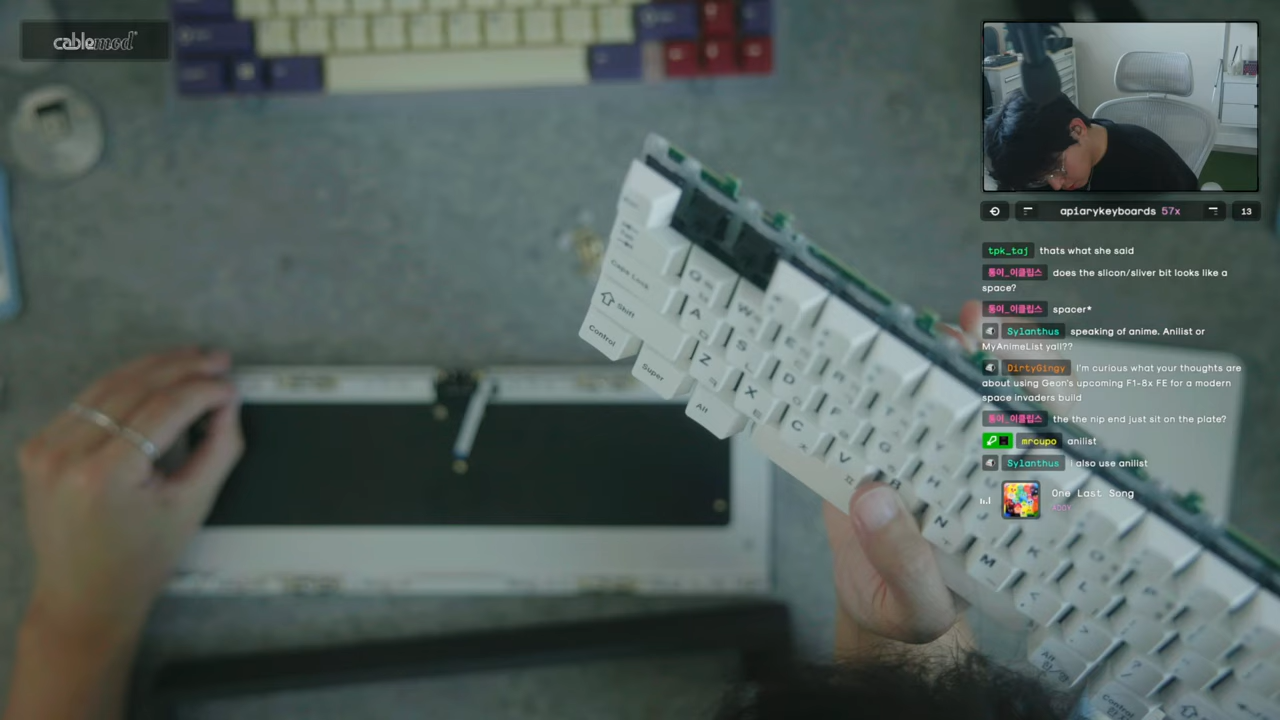 cablemod
apiarykeyboards 57x
13
tpk_taj thats what she said
통이_이클립스 does the slicon/sliver bit looks like a
space?
통이_이클립스 spacer*
Sylanthus speaking of anime. Anilist or
MyAnimeList yall??
DirtyGingy I'm curious what your thoughts are
about using Geon's upcoming F1-8x FE for a modern
space invaders build
통이_이클립스 the the nip end just sit on the plate?
mrcupo anilist
Sylanthus i also use anilist
One Last Song
Caps Lock
Shift
Control
Super
Alt
Q
W
E
A
S
D
F
G
H
K
L
Z
X
C
V
B
N
M
Alt
Control